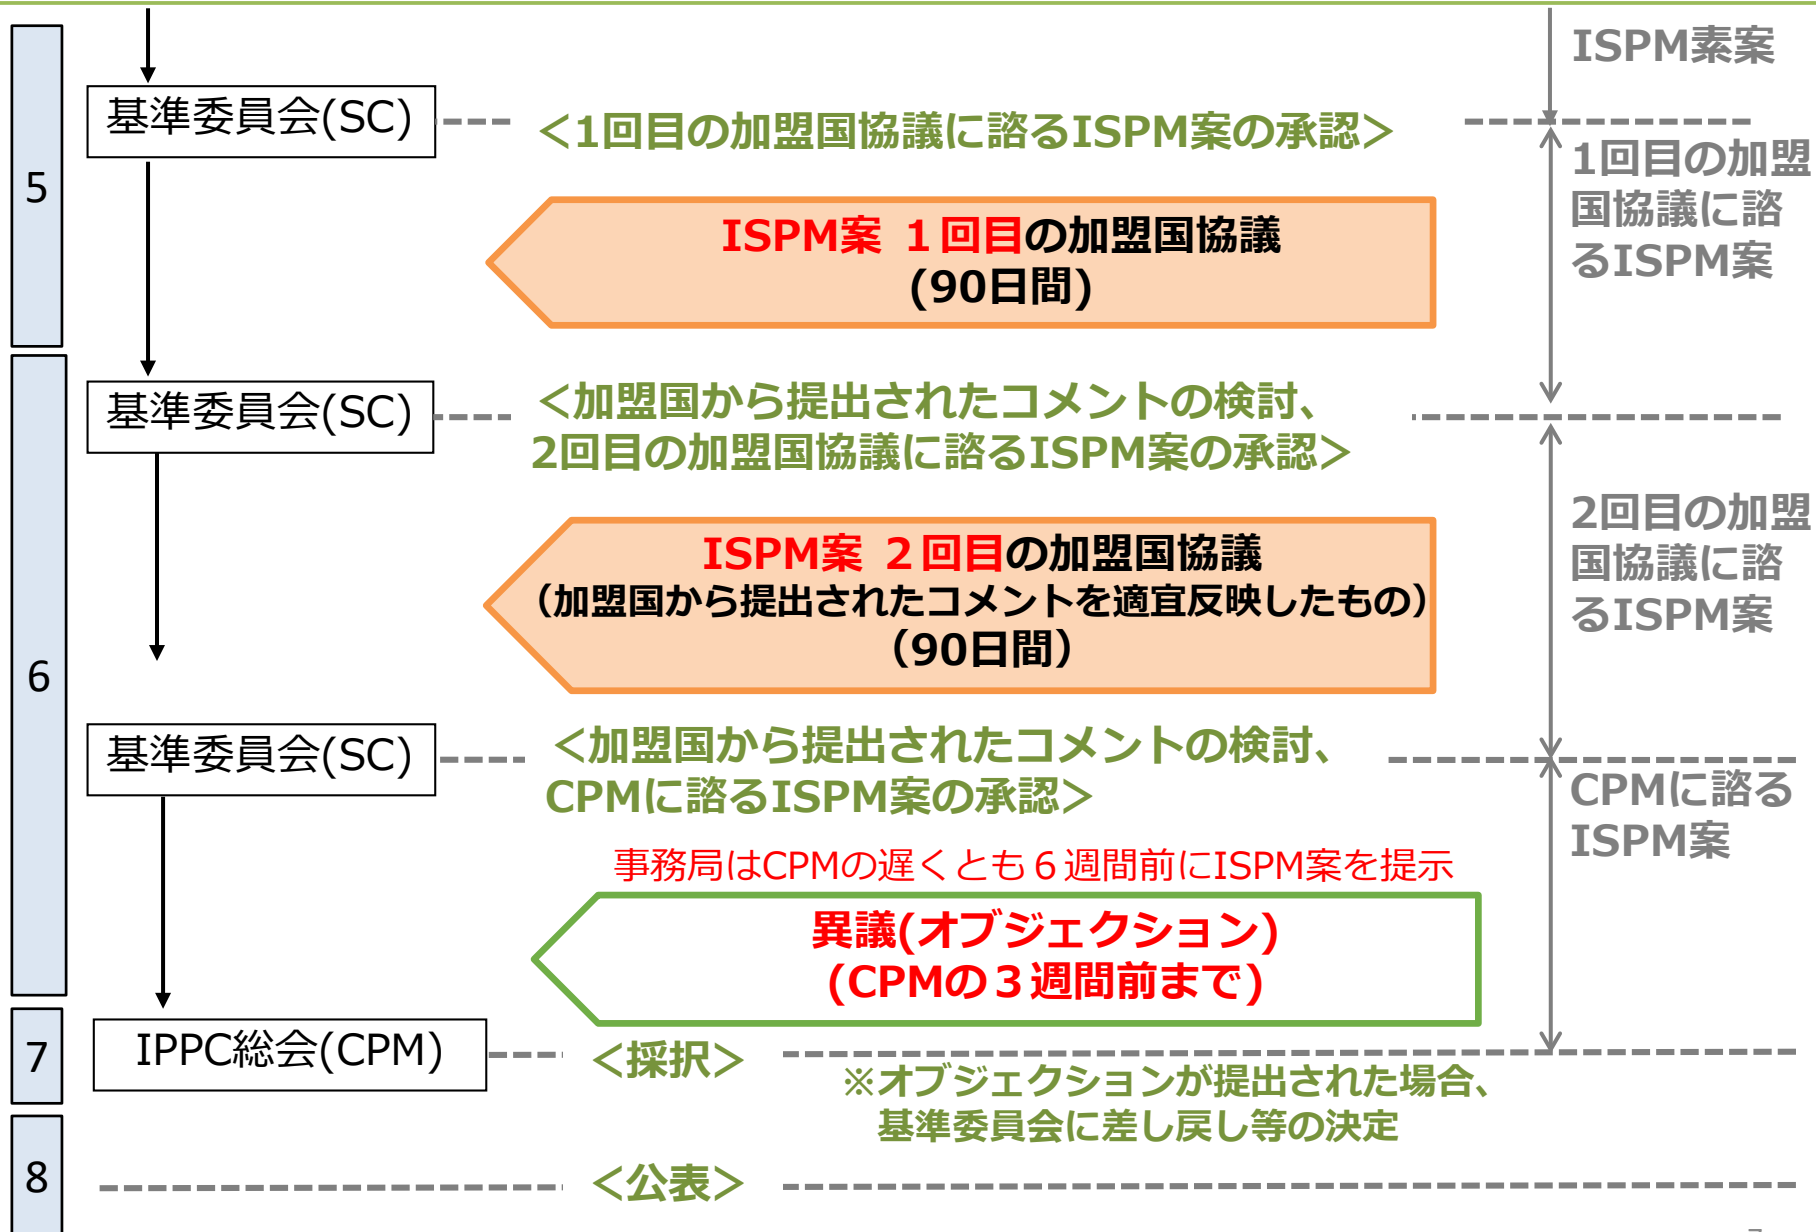 ISPM素案
基準委員会(SC)
＜1回目の加盟国協議に諮るISPM案の承認＞
5
1回目の加盟
国協議に諮
るISPM案
ISPM案 １回目の加盟国協議
(90日間)
基準委員会(SC)
＜加盟国から提出されたコメントの検討、
2回目の加盟国協議に諮るISPM案の承認＞
6
2回目の加盟
国協議に諮
るISPM案
ISPM案 ２回目の加盟国協議
（加盟国から提出されたコメントを適宜反映したもの）
（90日間）
基準委員会(SC)
＜加盟国から提出されたコメントの検討、
CPMに諮るISPM案の承認＞
CPMに諮る
ISPM案
事務局はCPMの遅くとも６週間前にISPM案を提示
異議(オブジェクション)
(CPMの３週間前まで)
7
IPPC総会(CPM)
＜採択＞
※オブジェクションが提出された場合、
基準委員会に差し戻し等の決定
8
＜公表＞